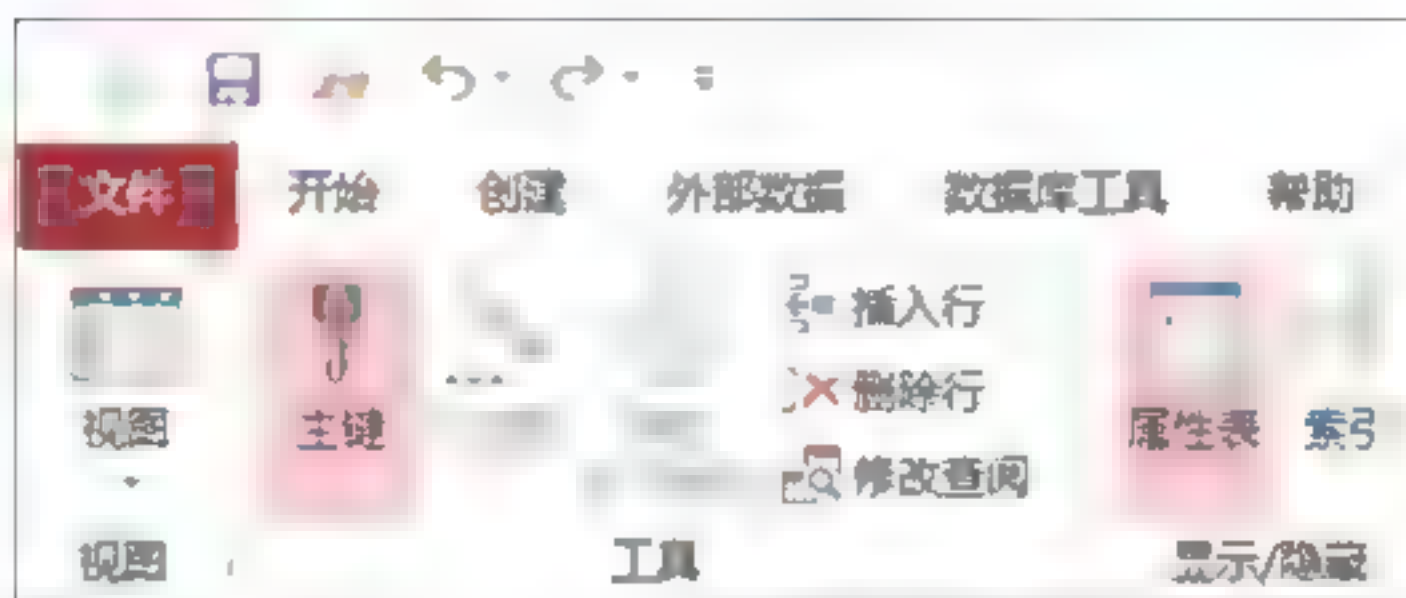 文件 开始 创建 外部数据 数据库工具 帮助
插入行
删除行
视图 主键 属性表 索引
修改查阅
视图 工具 显示/隐藏